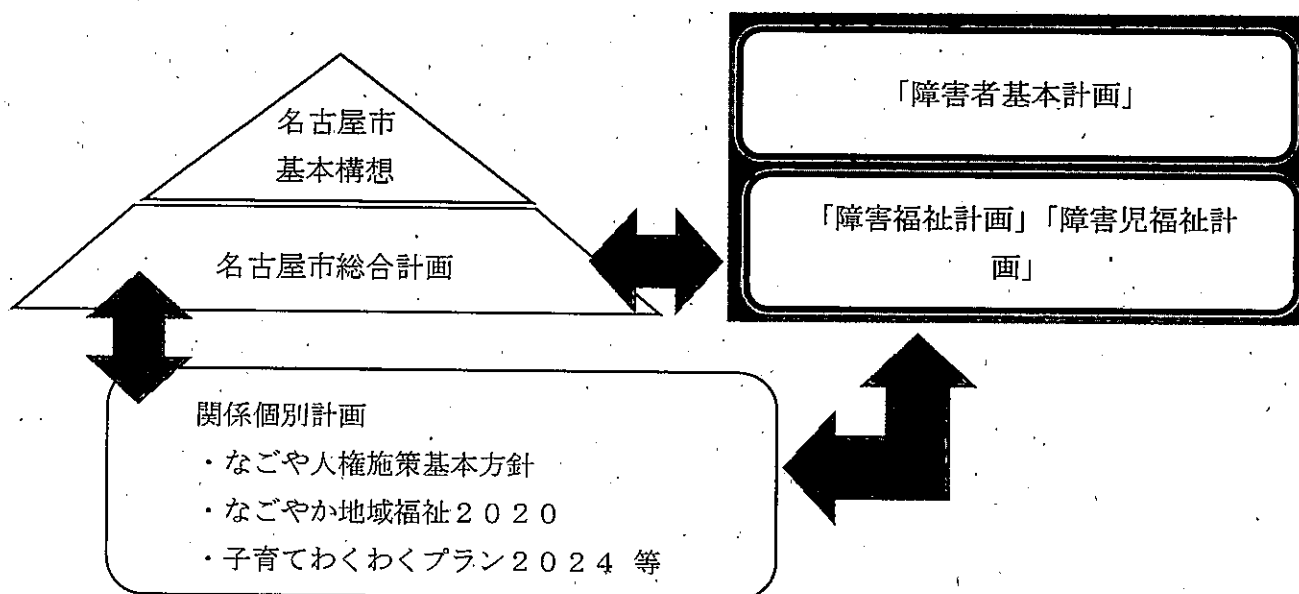 名古屋市
基本構想
名古屋市総合計画
「障害者基本計画」
「障害福祉計画」「障害児福祉計
画」
関係個別計画
・なごや人権施策基本方針
・なごやか地域福祉２０２０
・子育てわくわくプラン２０２４ 等